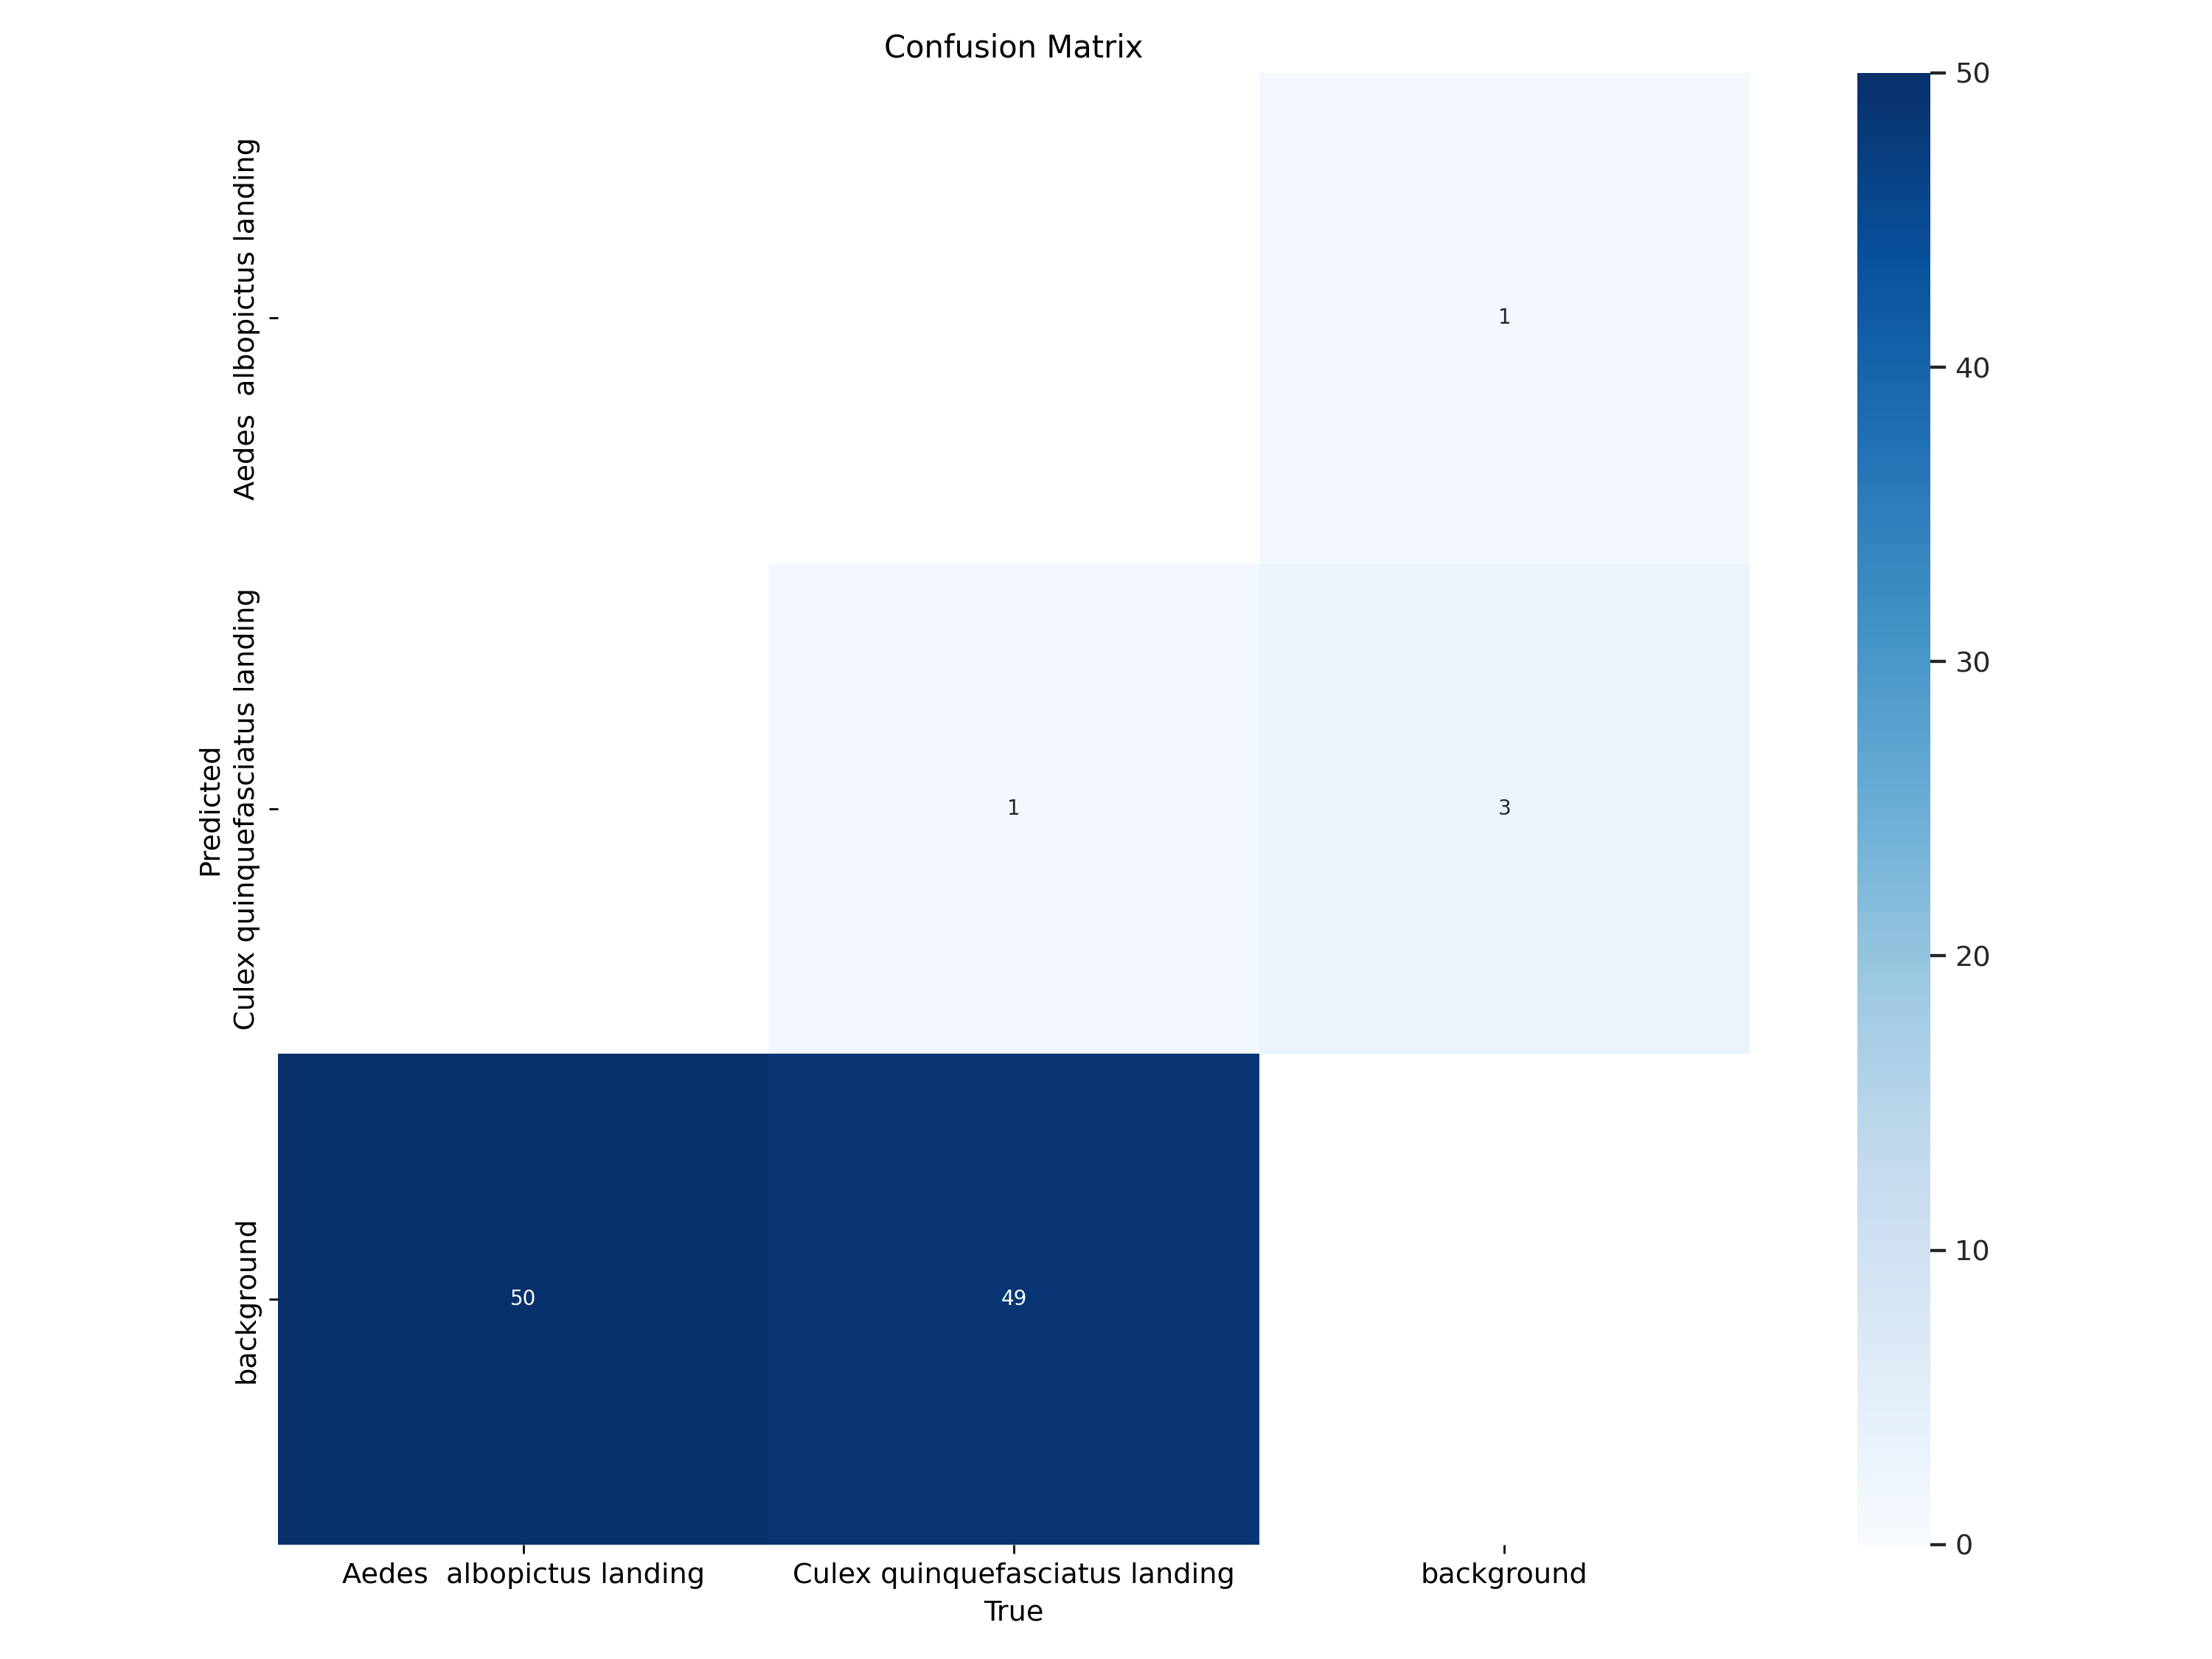 Confusion Matrix
Predicted
Aedes  albopictus landing
Culex quinquefasciatus landing
background
1
1
3
50
49
Aedes  albopictus landing
Culex quinquefasciatus landing
background
True
50
40
30
20
10
0